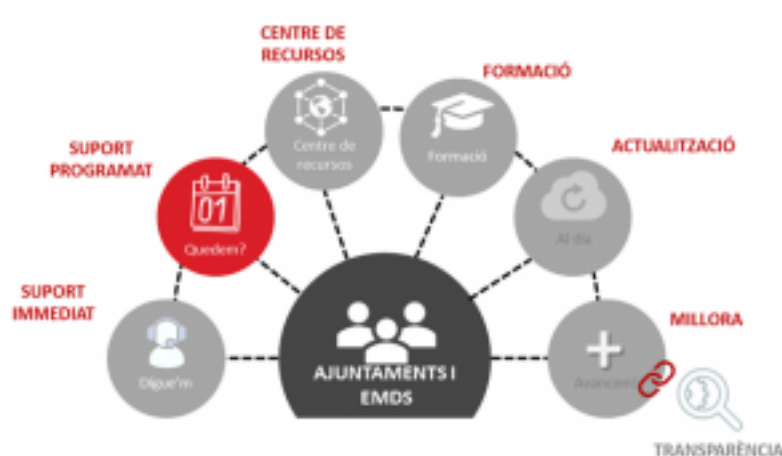 CENTRE DE
RECURSOS
FORMACIÓ
Centre de
recursos
Formació
SUPORT
PROGRAMAT
ACTUALITZACIÓ
01
Quedem?
Al dia
SUPORT
IMMEDIAT
MILLORA
Digue'm
AJUNTAMENTS I
EMDS
TRANSPARÈNCIA